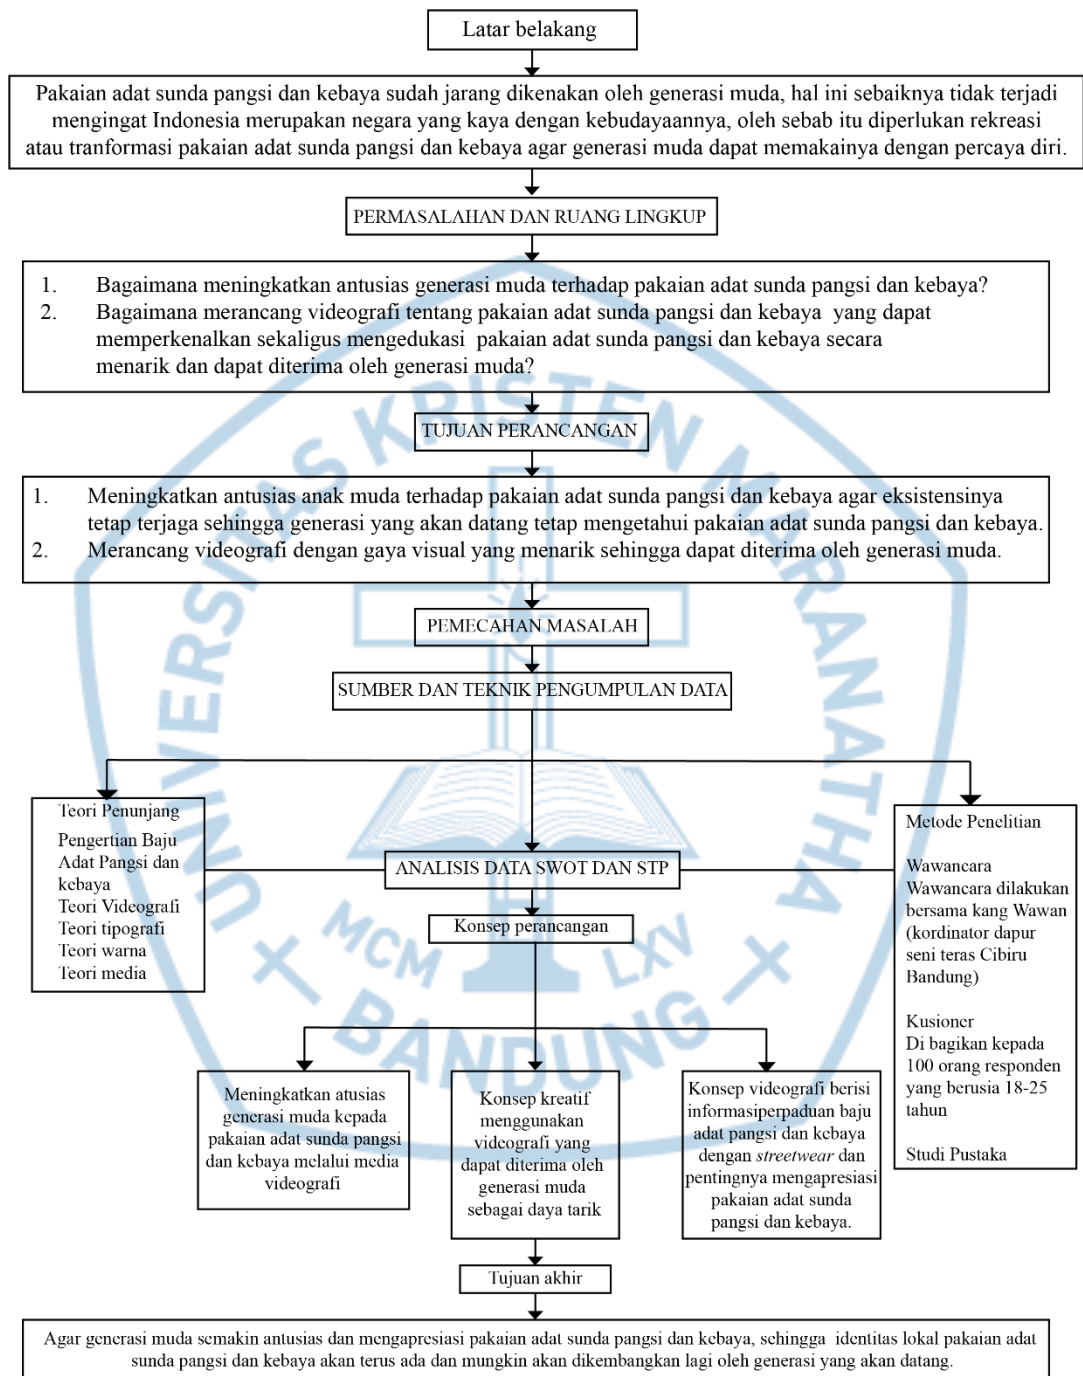 Latar belakang
Pakaian adat sunda pangsi dan kebaya sudah jarang dikenakan oleh generasi muda, hal ini sebaiknya tidak terjadi
mengingat Indonesia merupakan negara yang kaya dengan kebudayaannya, oleh sebab itu diperlukan rekreasi
atau tranformasi pakaian adat sunda pangsi dan kebaya agar generasi muda dapat memakainya dengan percaya diri.
PERMASALAHAN DAN RUANG LINGKUP
1. Bagaimana meningkatkan antusias generasi muda terhadap pakaian adat sunda pangsi dan kebaya?
2. Bagaimana merancang videografi tentang pakaian adat sunda pangsi dan kebaya yang dapat
memperkenalkan sekaligus mengedukasi pakaian adat sunda pangsi dan kebaya secara
menarik dan dapat diterima oleh generasi muda?
TUJUAN PERANCANGAN
1. Meningkatkan antusias anak muda terhadap pakaian adat sunda pangsi dan kebaya agar eksistensinya
tetap terjaga sehingga generasi yang akan datang tetap mengetahui pakaian adat sunda pangsi dan kebaya.
2. Merancang videografi dengan gaya visual yang menarik sehingga dapat diterima oleh generasi muda.
PEMECAHAN MASALAH
SUMBER DAN TEKNIK PENGUMPULAN DATA
Teori Penunjang
Pengertian Baju
Adat Pangsi dan
kebaya
Teori Videografi
Teori tipografi
Teori warna
Teori media
ANALISIS DATA SWOT DAN STP
Konsep perancangan
Metode Penelitian
Wawancara
Wawancara dilakukan
bersama kang Wawan
(kordinator dapur
seni teras Cibiru
Bandung)
Kusioner
Di bagikan kepada
100 orang responden
yang berusia 18-25
tahun
Studi Pustaka
Meningkatkan atusias
generasi muda kepada
pakaian adat sunda pangsi
dan kebaya melalui media
videografi
Konsep kreatif
menggunakan
videografi yang
dapat diterima oleh
generasi muda
sebagai daya tarik
Konsep videografi berisi
informasiperpaduan baju
adat pangsi dan kebaya
dengan streetwear dan
pentingnya mengapresiasi
pakaian adat sunda
pangsi dan kebaya.
Tujuan akhir
Agar generasi muda semakin antusias dan mengapresiasi pakaian adat sunda pangsi dan kebaya, sehingga identitas lokal pakaian adat
sunda pangsi dan kebaya akan terus ada dan mungkin akan dikembangkan lagi oleh generasi yang akan datang.
UNIVERSITAS KRISTEN MARANATHA
MCM LXV
BANDUNG